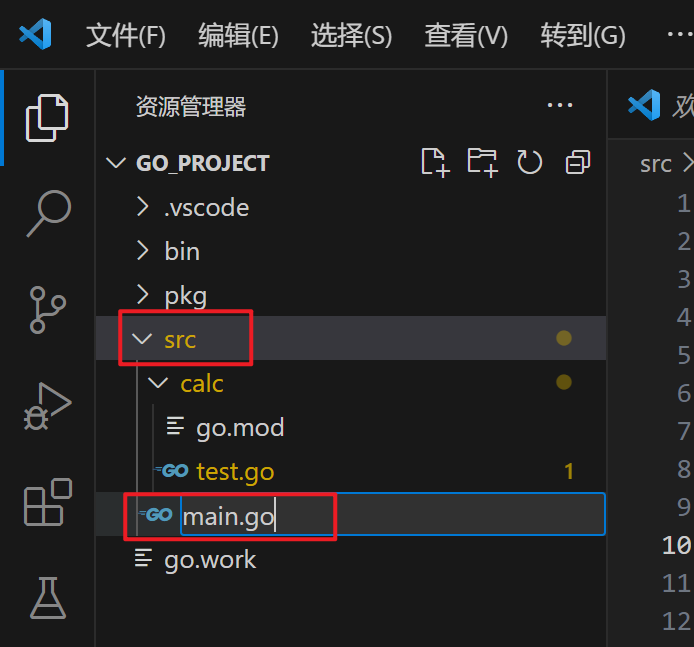 文件(F) 编辑(E) 选择(S) 查看(V) 转到(G) ···
资源管理器 ···
GO_PROJECT
.vscode
bin
pkg
src
calc
go.mod
GO test.go 1
GO main.go
go.work
欢
src
1
2
3
4
5
6
7
8
9
10
11
12